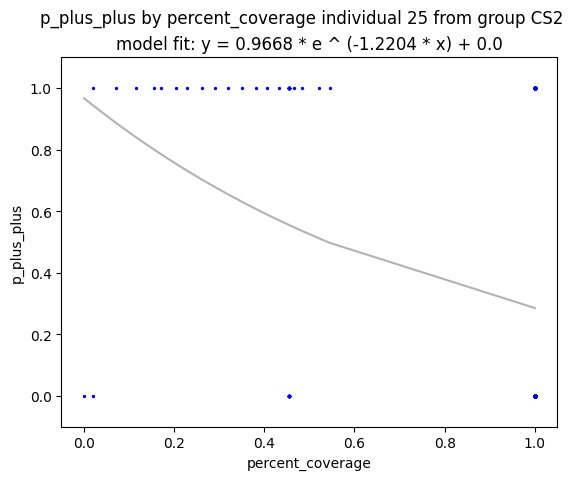 p_plus_plus by percent_coverage individual 25 from group CS2
model fit: y = 0.9668 * e ^ (-1.2204 * x) + 0.0
1.0
0.8
0.6
0.4
0.2
0.0
p_plus_plus
0.0 0.2 0.4 0.6 0.8 1.0
percent_coverage